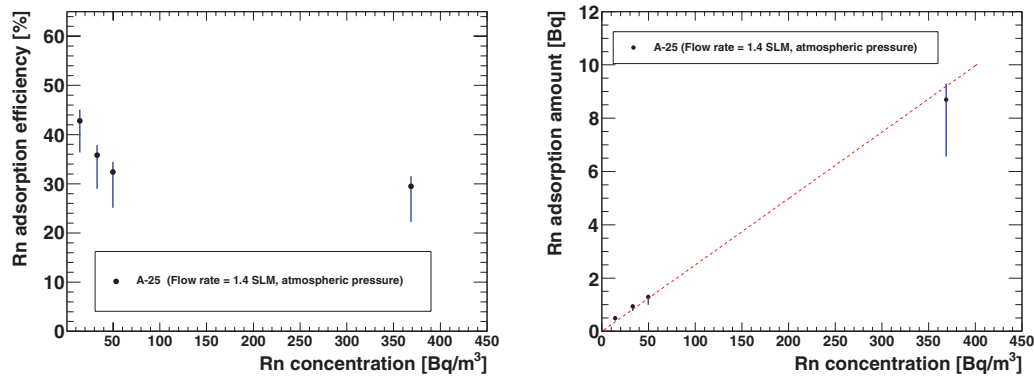 Rn adsorption efficiency [%]
60
50
40
30
20
10
0
A-25 (Flow rate = 1.4 SLM, atmospheric pressure)
50 100 150 200 250 300 350 400 450
Rn concentration [Bq/m³]
Rn adsorption amount [Bq]
12
10
8
6
4
2
0
A-25 (Flow rate = 1.4 SLM, atmospheric pressure)
0 50 100 150 200 250 300 350 400 450
Rn concentration [Bq/m³]